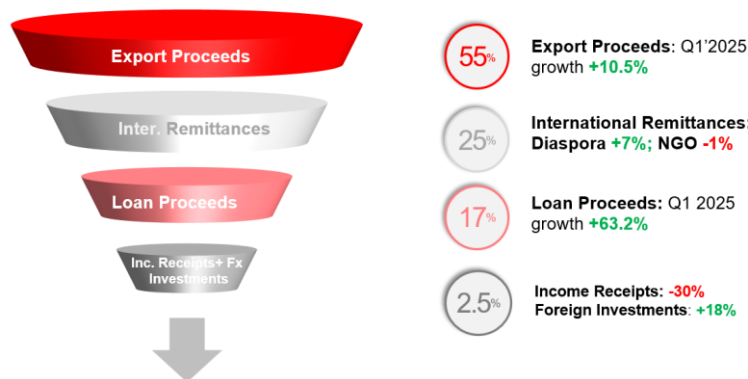 Export Proceeds
Inter. Remittances
Loan Proceeds
Inc. Receipts+ Fx
Investments
55%
Export Proceeds: Q1'2025
growth +10.5%
25%
International Remittances:
Diaspora +7%; NGO -1%
17%
Loan Proceeds: Q1 2025
growth +63.2%
2.5%
Income Receipts: -30%
Foreign Investments: +18%